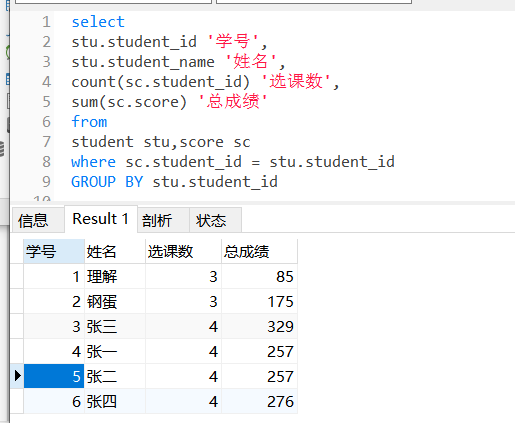 1 select
2 stu.student_id '学号',
3 stu.student_name '姓名',
4 count(sc.student_id) '选课数',
5 sum(sc.score) '总成绩'
6 from
7 student stu,score sc
8 where sc.student_id = stu.student_id
9 GROUP BY stu.student_id
信息 Result 1 剖析 状态
学号 姓名 选课数 总成绩
1 理解 3 85
2 钢蛋 3 175
3 张三 4 329
4 张一 4 257
5 张二 4 257
6 张四 4 276